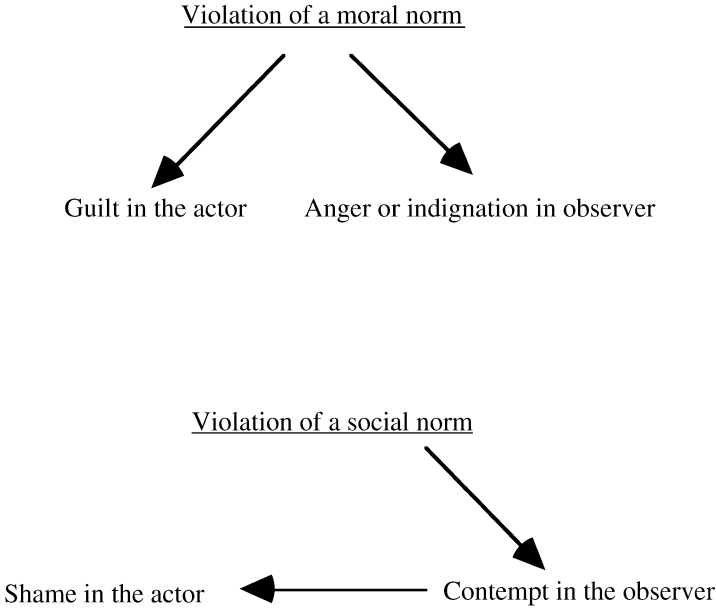 Violation of a moral norm
Guilt in the actor
Anger or indignation in observer
Violation of a social norm
Shame in the actor
Contempt in the observer